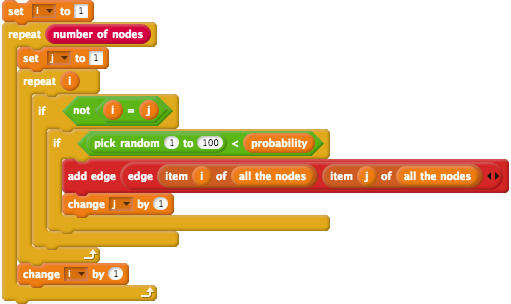 set i to 1
repeat number of nodes
set j to 1
repeat i
if not i = j
if pick random 1 to 100 < probability
add edge edge item i of all the nodes item j of all the nodes
change j by 1
change i by 1